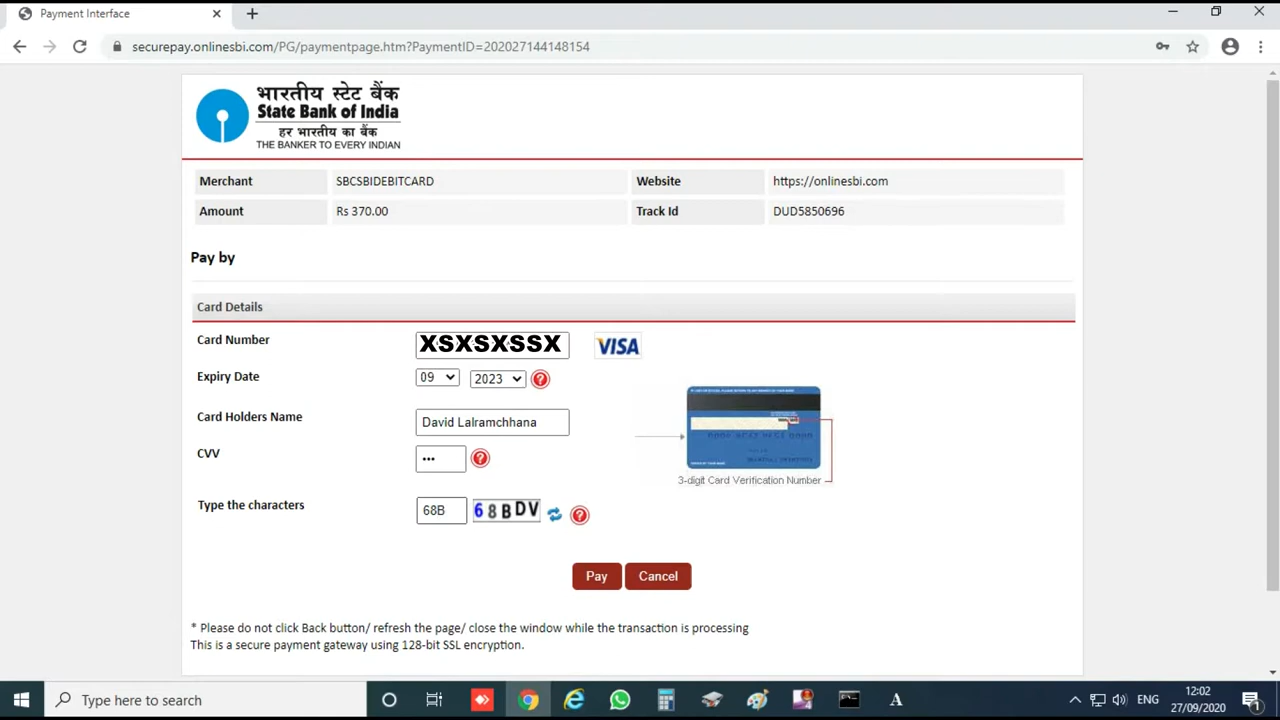 Payment Interface
securepay.onlinesbi.com/PG/paymentpage.htm?PaymentID=202027144148154
भारतीय स्टेट बैंक
State Bank of India
हर भारतीय का बैंक
THE BANKER TO EVERY INDIAN
Merchant SBCSBIDEBITCARD Website https://onlinesbi.com
Amount Rs 370.00 Track Id DUD5850696
Pay by
Card Details
Card Number XSXSXSSX VISA
Expiry Date 09 2023
Card Holders Name David Lalramchhana
CVV •••
3-digit Card Verification Number
Type the characters 68B 68BDV
Pay Cancel
* Please do not click Back button/ refresh the page/ close the window while the transaction is processing
This is a secure payment gateway using 128-bit SSL encryption.
Type here to search
ENG
12:02
27/09/2020
1